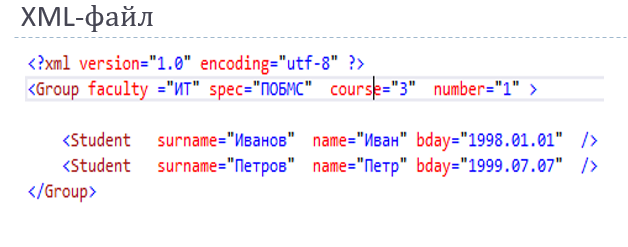 XML-файл
<?xml version="1.0" encoding="utf-8" ?>
<Group faculty ="ИТ" spec="ПОБМС"  course="3"  number="1" >
<Student   surname="Иванов"  name="Иван" bday="1998.01.01"  />
<Student   surname="Петров"  name="Петр" bday="1999.07.07"  />
</Group>